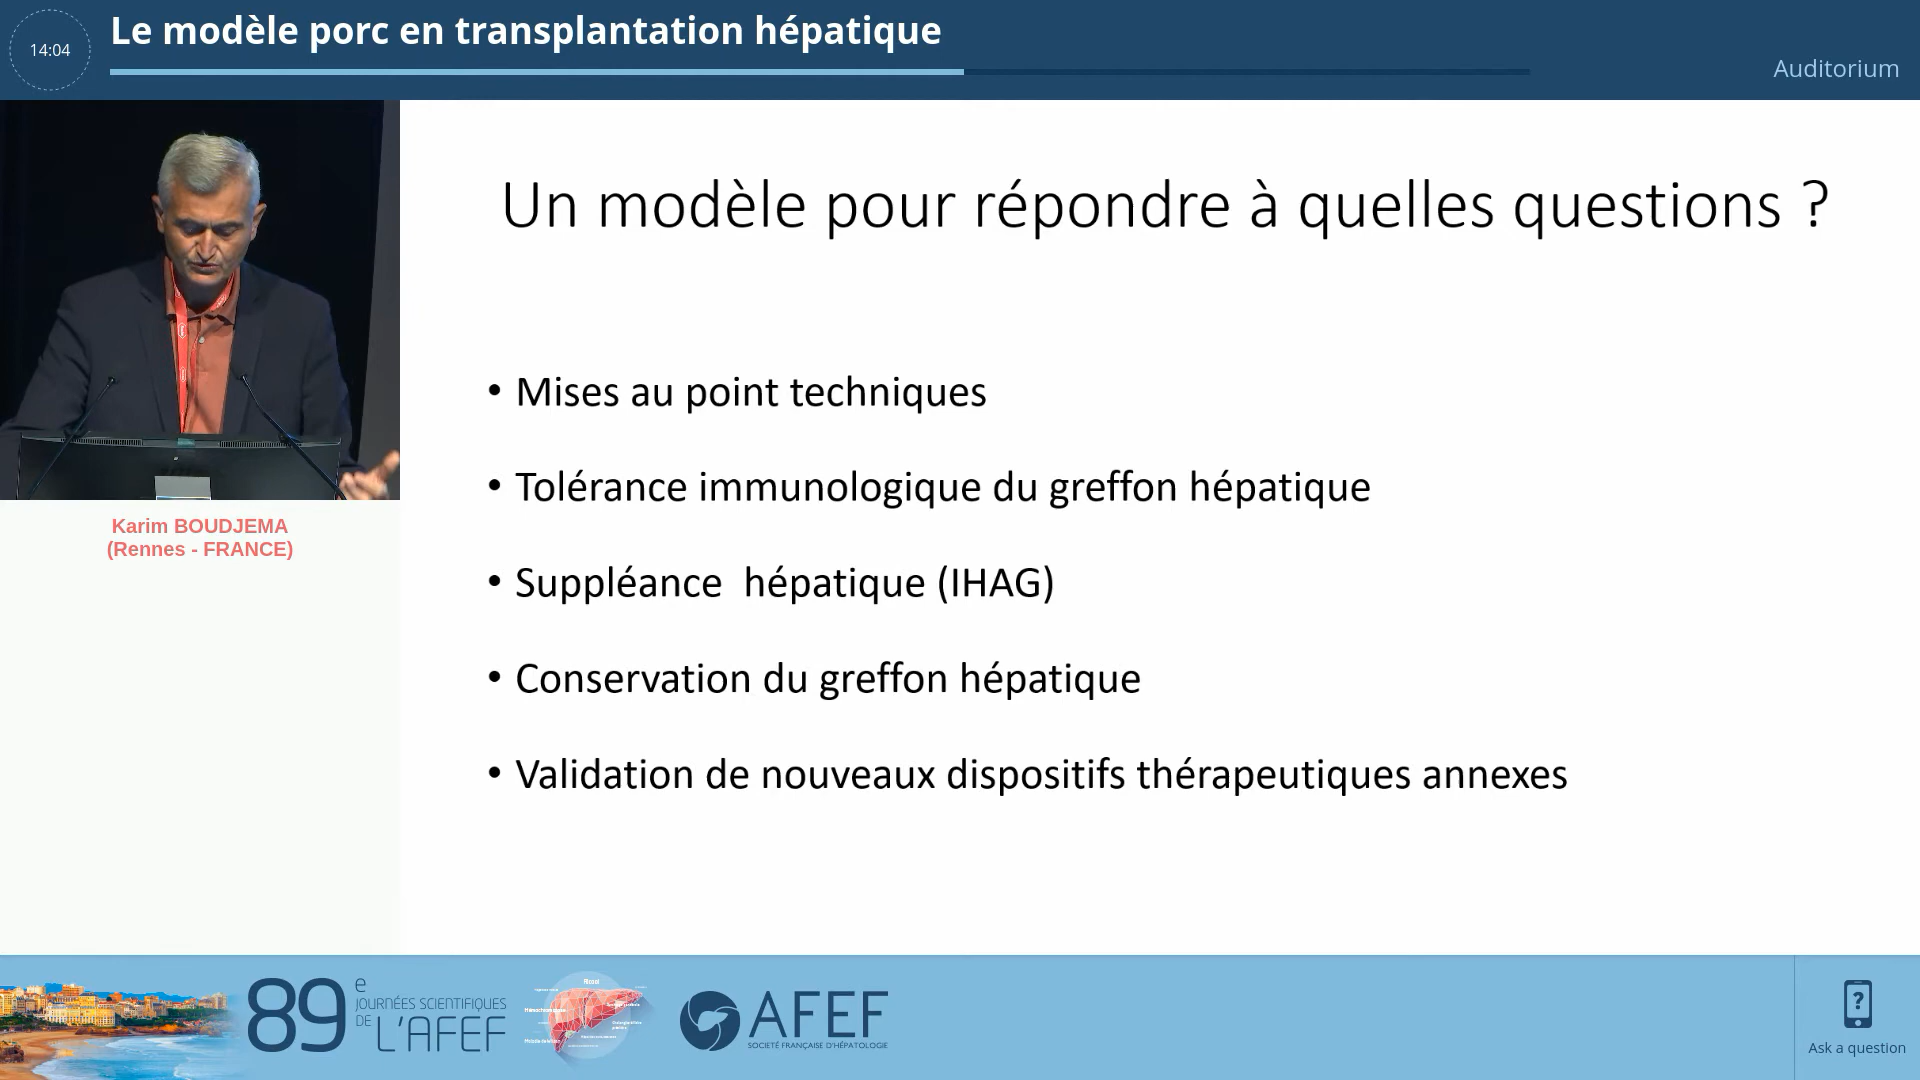 14:04
Le modèle porc en transplantation hépatique
Auditorium
Un modèle pour répondre à quelles questions ?
• Mises au point techniques
• Tolérance immunologique du greffon hépatique
• Suppléance  hépatique (IHAG)
• Conservation du greffon hépatique
• Validation de nouveaux dispositifs thérapeutiques annexes
Karim BOUDJEMA
(Rennes - FRANCE)
89e JOURNÉES SCIENTIFIQUES
DE L'AFEF
Alcool
AFEF
SOCIÉTÉ FRANÇAISE D'HÉPATOLOGIE
?
Ask a question